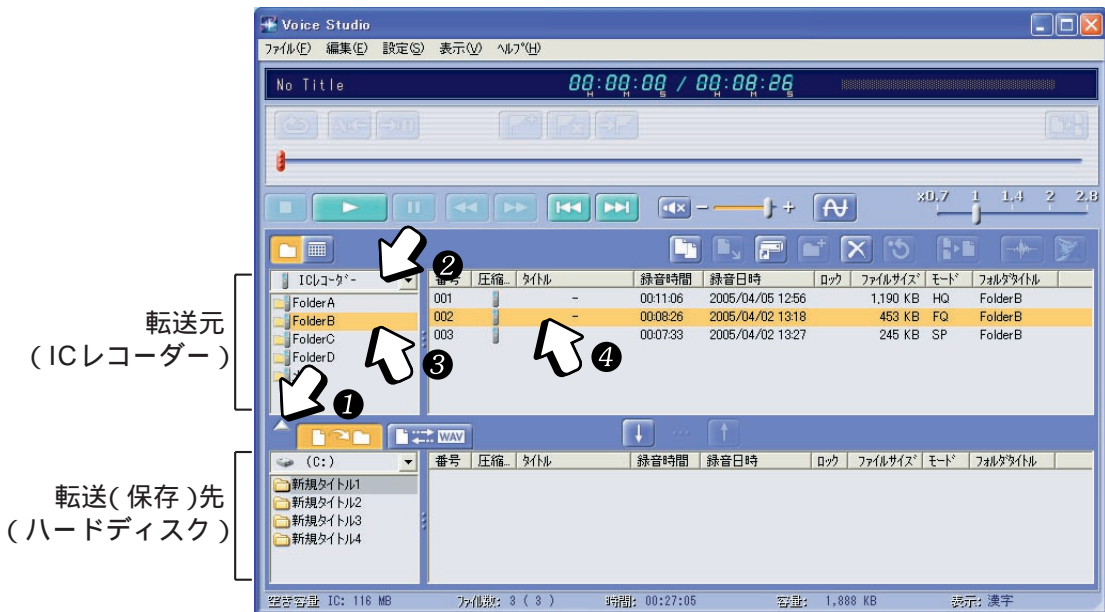 Voice Studio
ファイル(F) 編集(E) 設定(S) 表示(V) ヘルプ(H)
No Title 00:00:00 / 00:08:26
H M S H M S
x0.7 1 1.4 2 2.8
転送元
(ICレコーダー)
ICレコーダー
FolderA
FolderB
FolderC
FolderD
番号 圧縮... タイトル 録音時間 録音日時 ロック ファイルサイズ モード フォルダタイトル
001 - 00:11:06 2005/04/05 12:56 1,190 KB HQ FolderB
002 - 00:08:26 2005/04/02 13:18 453 KB FQ FolderB
003 - 00:07:33 2005/04/02 13:27 245 KB SP FolderB
❷
❸
❹
❶
WAV
転送(保存)先
(ハードディスク)
(C:)
新規タイトル1
新規タイトル2
新規タイトル3
新規タイトル4
番号 圧縮... タイトル 録音時間 録音日時 ロック ファイルサイズ モード フォルダタイトル
空き容量 IC: 116 MB ファイル数: 3 ( 3 ) 時間: 00:27:05 容量: 1,888 KB 表示: 漢字